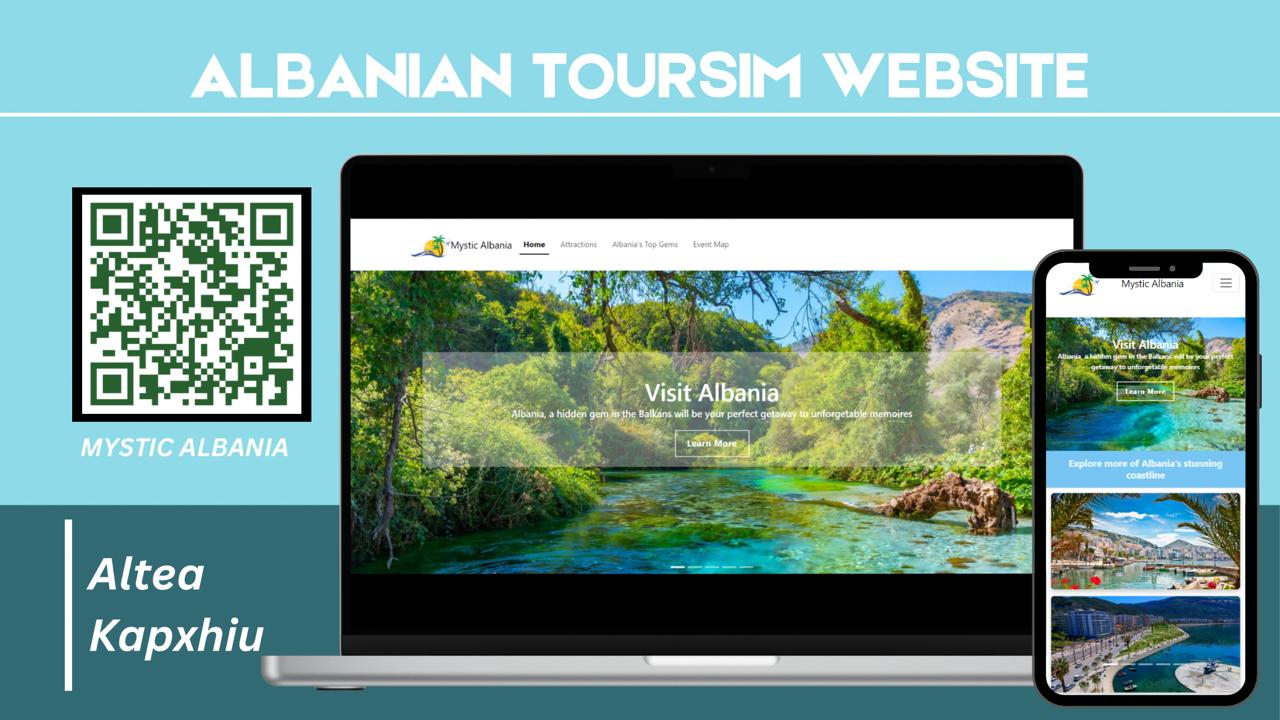 ALBANIAN TOURSIM WEBSITE
MYSTIC ALBANIA
Altea
Kapxhiu
Mystic Albania
Home
Attractions
Albania's Top Gems
Event Map
Visit Albania
Albania, a hidden gem in the Balkans will be your perfect getaway to unforgetable memoires
Learn More
Mystic Albania
Visit Albania
Albania, a hidden gem in the Balkans will be your perfect
getaway to unforgetable memoires
Learn More
Explore more of Albania's stunning
coastline